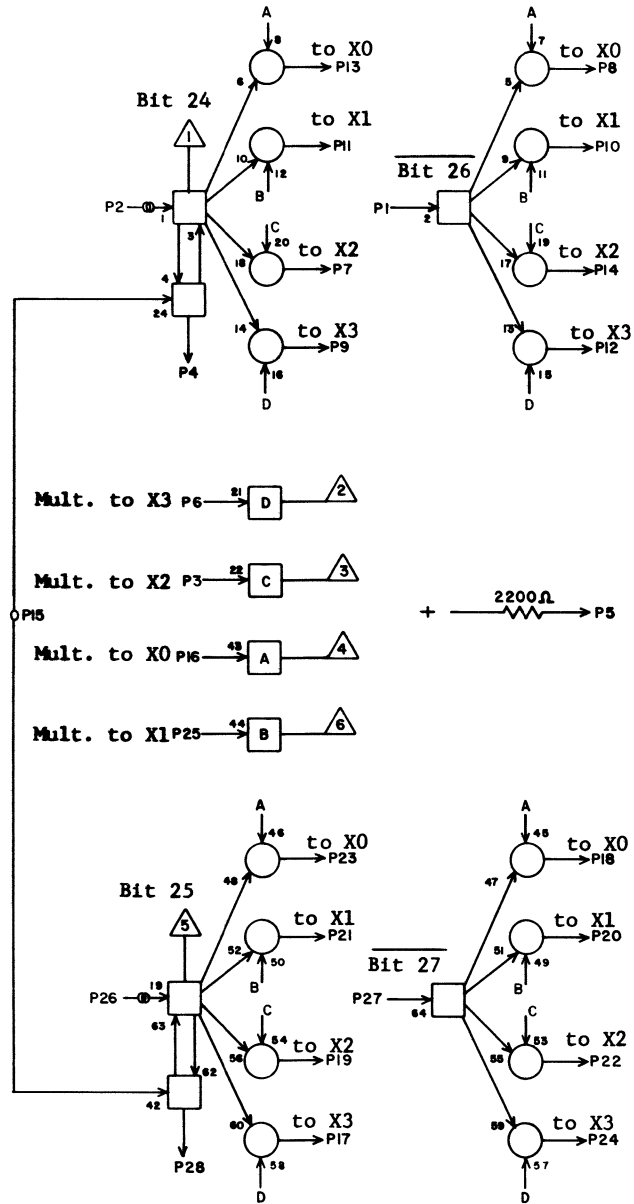 A
8
to X0
P13
6
Bit 24
1
to X1
P11
10
12
B
P2
1
3
C
20
to X2
P7
18
4
24
14
to X3
P9
16
D
P4
A
7
to X0
P8
5
to X1
P10
9
11
B
Bit 26
P1
2
C
19
to X2
P14
17
13
to X3
P12
15
D
Mult. to X3 P6 21 D 2
Mult. to X2 P3 22 C 3
P15
+ 2200Ω P5
Mult. to X0 P16 43 A 4
Mult. to X1 P25 44 B 6
A
46
to X0
P23
48
Bit 25
5
to X1
P21
52
50
B
P26
19
63
C
54
to X2
P19
56
62
42
60
to X3
P17
58
D
P28
A
45
to X0
P18
47
to X1
P20
51
49
B
Bit 27
P27
64
C
53
to X2
P22
55
59
to X3
P24
57
D